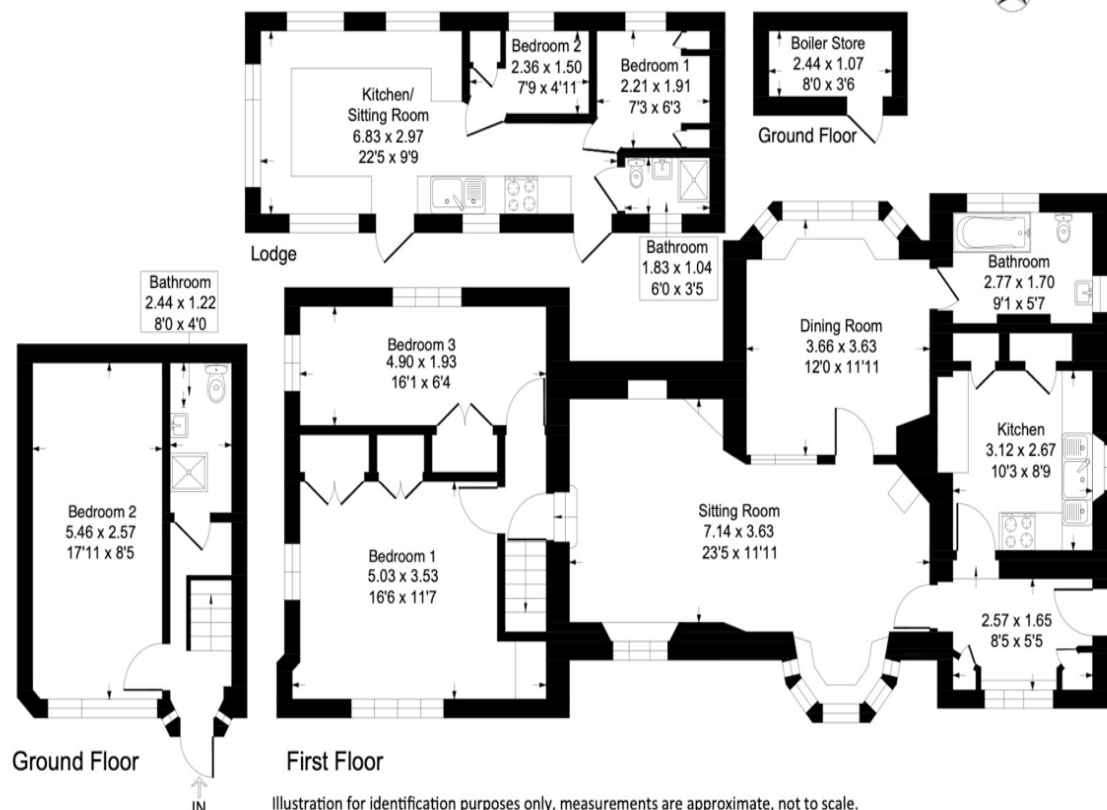 Kitchen/
Sitting Room
6.83 x 2.97
22'5 x 9'9
Bedroom 2
2.36 x 1.50
7'9 x 4'11
Bedroom 1
2.21 x 1.91
7'3 x 6'3
Boiler Store
2.44 x 1.07
8'0 x 3'6
Ground Floor
Lodge
Bathroom
1.83 x 1.04
6'0 x 3'5
Bathroom
2.44 x 1.22
8'0 x 4'0
Bedroom 2
5.46 x 2.57
17'11 x 8'5
Bedroom 3
4.90 x 1.93
16'1 x 6'4
Bedroom 1
5.03 x 3.53
16'6 x 11'7
Dining Room
3.66 x 3.63
12'0 x 11'11
Bathroom
2.77 x 1.70
9'1 x 5'7
Kitchen
3.12 x 2.67
10'3 x 8'9
Sitting Room
7.14 x 3.63
23'5 x 11'11
2.57 x 1.65
8'5 x 5'5
Ground Floor
First Floor
IN
Illustration for identification purposes only, measurements are approximate, not to scale.